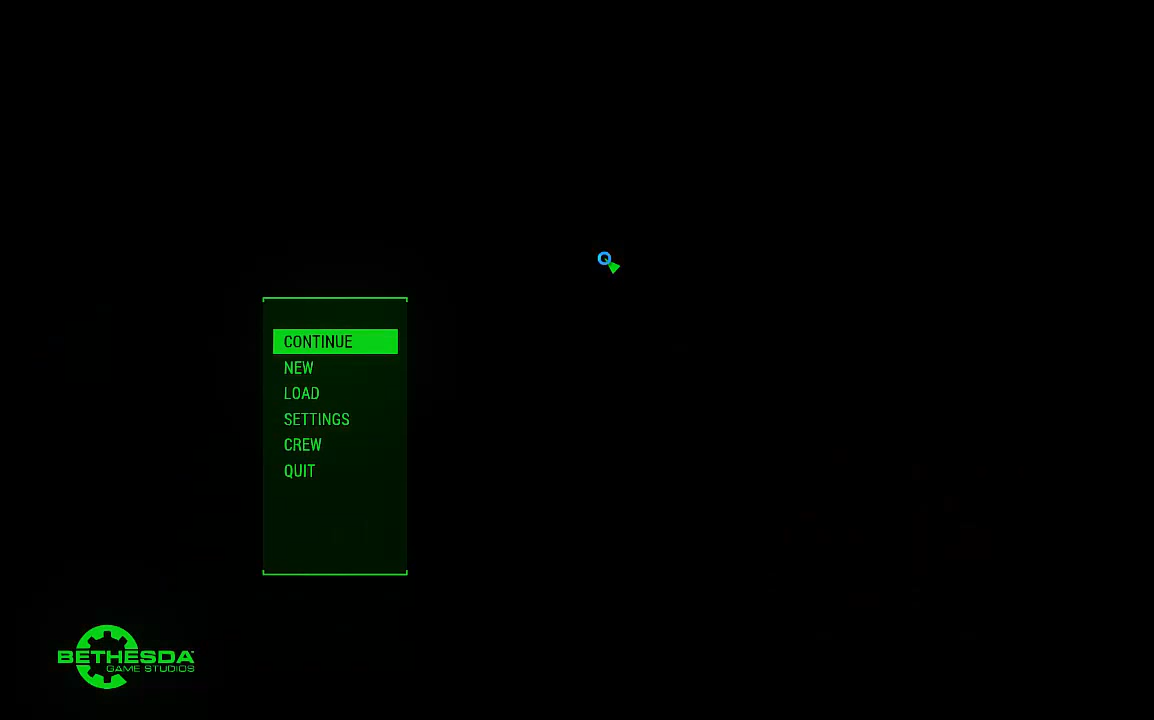 CONTINUE
NEW
LOAD
SETTINGS
CREW
QUIT
BETHESDA
GAME STUDIOS